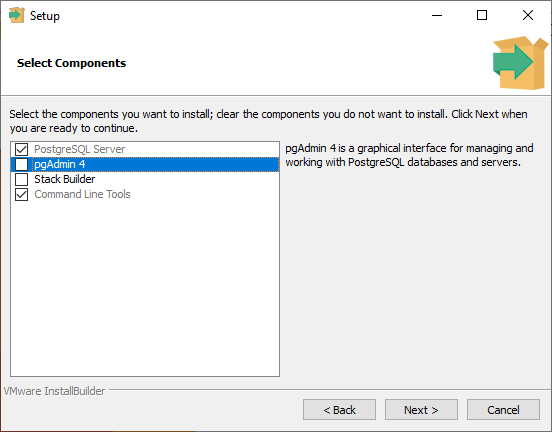 Setup
Select Components
Select the components you want to install; clear the components you do not want to install. Click Next when
you are ready to continue.
PostgreSQL Server
pgAdmin 4
Stack Builder
Command Line Tools
pgAdmin 4 is a graphical interface for managing and
working with PostgreSQL databases and servers.
VMware InstallBuilder
< Back
Next >
Cancel